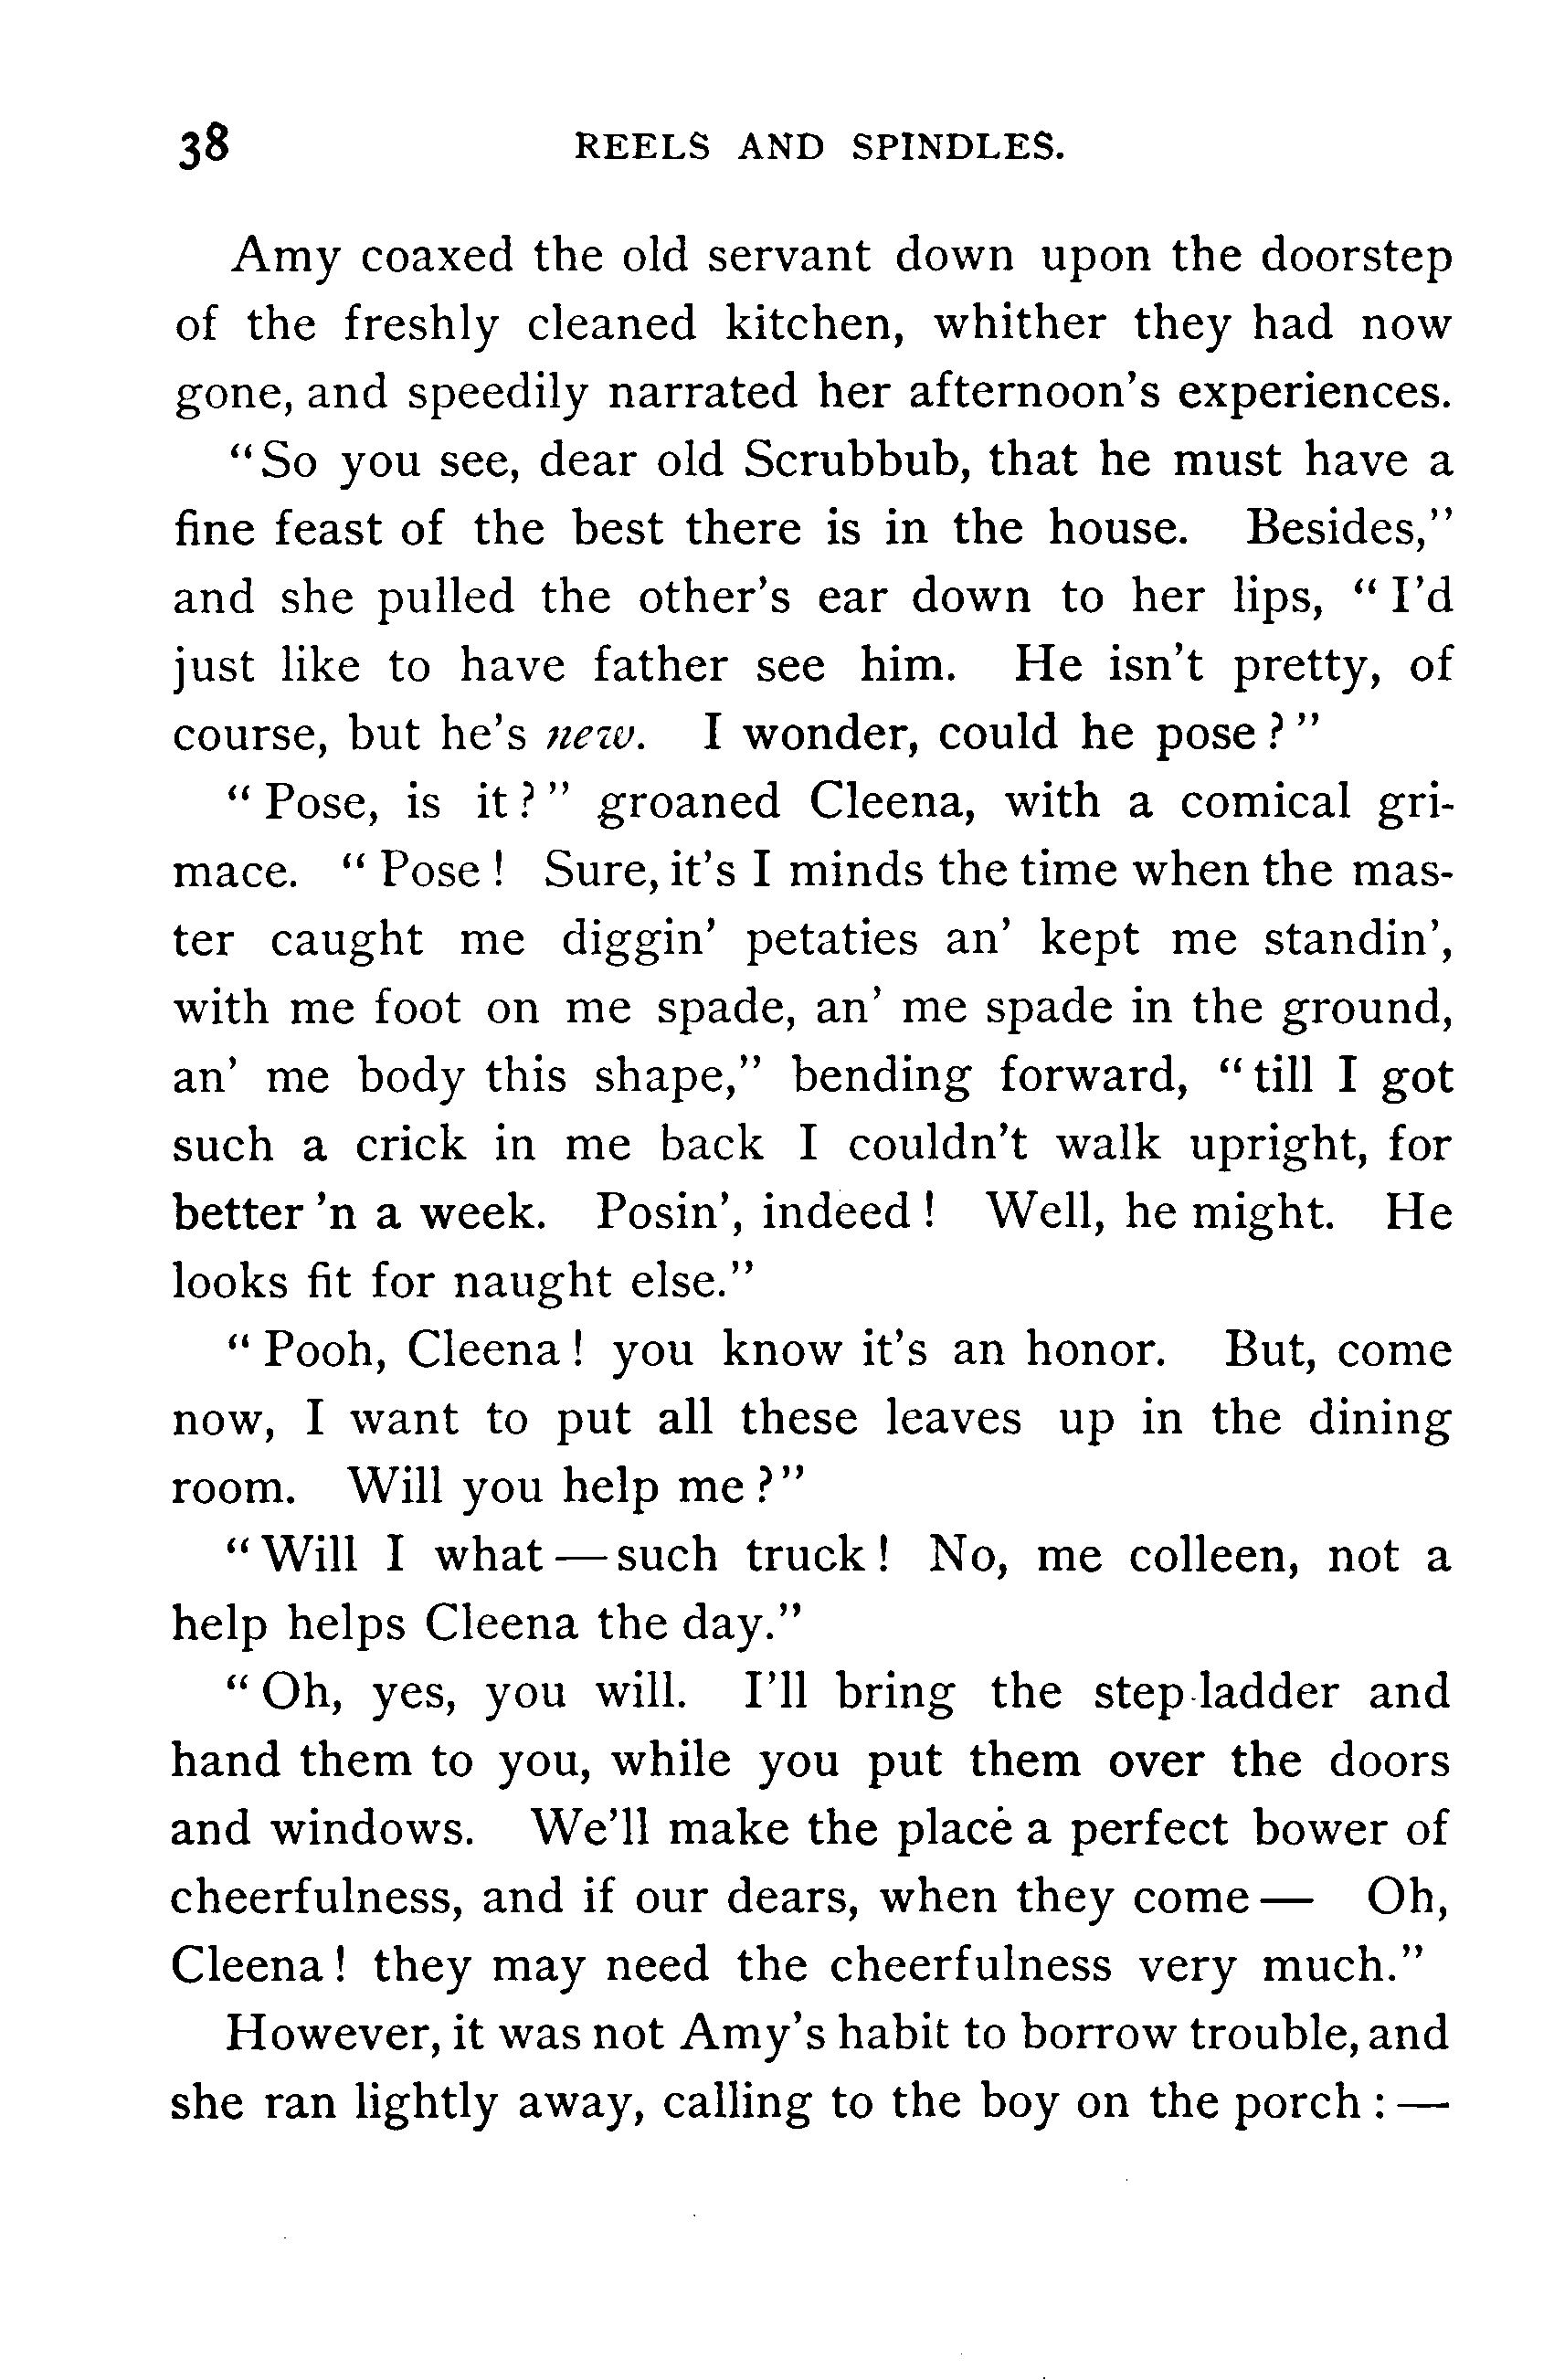 38 REELS AND SPINDLES.
Amy coaxed the old servant down upon the doorstep
of the freshly cleaned kitchen, whither they had now
gone, and speedily narrated her afternoon's experiences.
"So you see, dear old Scrubbub, that he must have a
fine feast of the best there is in the house. Besides,"
and she pulled the other's ear down to her lips, "I'd
just like to have father see him. He isn't pretty, of
course, but he's new. I wonder, could he pose?"
"Pose, is it?" groaned Cleena, with a comical gri-
mace. "Pose! Sure, it's I minds the time when the mas-
ter caught me diggin' petaties an' kept me standin',
with me foot on me spade, an' me spade in the ground,
an' me body this shape," bending forward, "till I got
such a crick in me back I couldn't walk upright, for
better 'n a week. Posin', indeed! Well, he might. He
looks fit for naught else."
"Pooh, Cleena! you know it's an honor. But, come
now, I want to put all these leaves up in the dining
room. Will you help me?"
"Will I what—such truck! No, me colleen, not a
help helps Cleena the day."
"Oh, yes, you will. I'll bring the step-ladder and
hand them to you, while you put them over the doors
and windows. We'll make the place a perfect bower of
cheerfulness, and if our dears, when they come— Oh,
Cleena! they may need the cheerfulness very much."
However, it was not Amy's habit to borrow trouble, and
she ran lightly away, calling to the boy on the porch:—